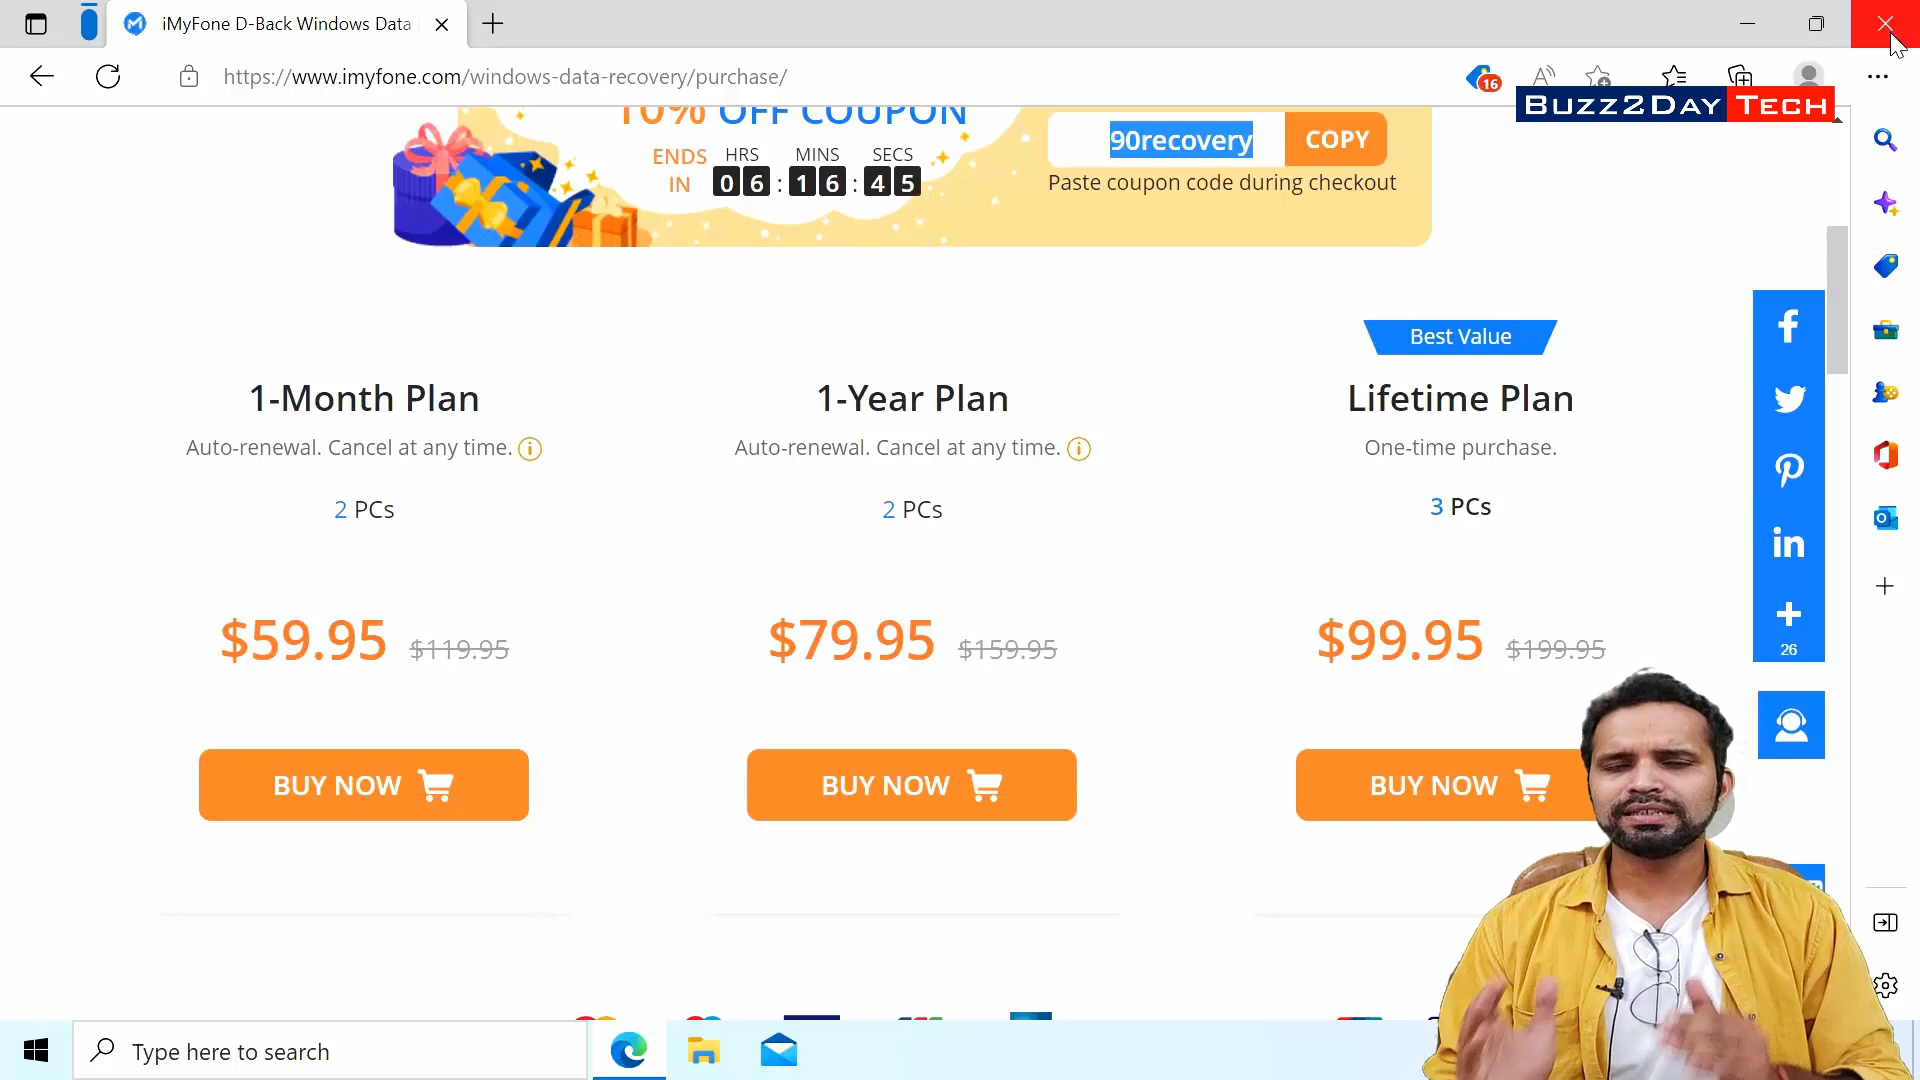 iMyFone D-Back Windows Data
https://www.imyfone.com/windows-data-recovery/purchase/
16
Buzz2Day Tech
10% OFF COUPON
ENDS IN
HRS MINS SECS
06 : 16 : 45
90recovery
COPY
Paste coupon code during checkout
Best Value
1-Month Plan
Auto-renewal. Cancel at any time.
2 PCs
$59.95 $119.95
BUY NOW
1-Year Plan
Auto-renewal. Cancel at any time.
2 PCs
$79.95 $159.95
BUY NOW
Lifetime Plan
One-time purchase.
3 PCs
$99.95 $199.95
BUY NOW
26
Type here to search